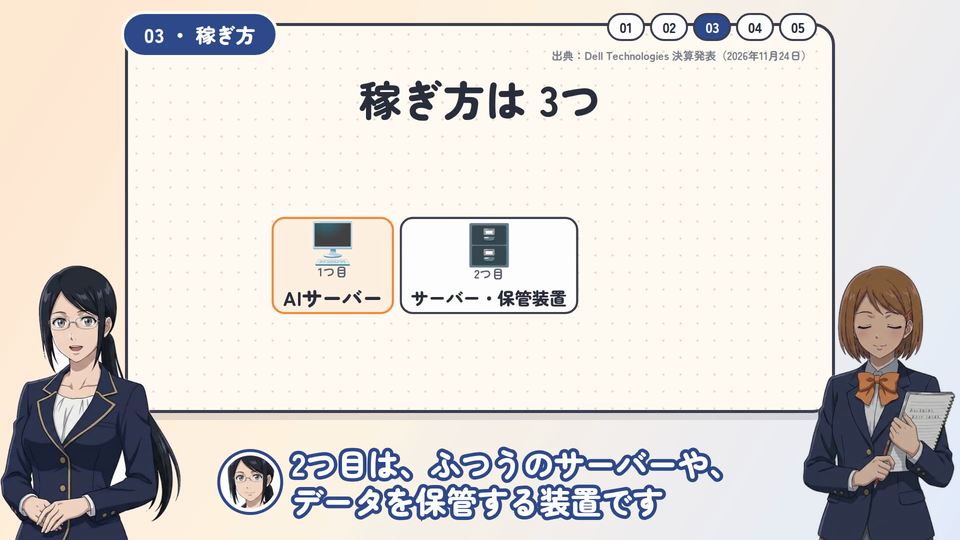 03 ・ 稼ぎ方
01 02 03 04 05
出典：Dell Technologies 決算発表（2026年11月24日）
稼ぎ方は 3つ
1つ目
AIサーバー
2つ目
サーバー・保管装置
2つ目は、ふつうのサーバーや、
データを保管する装置です